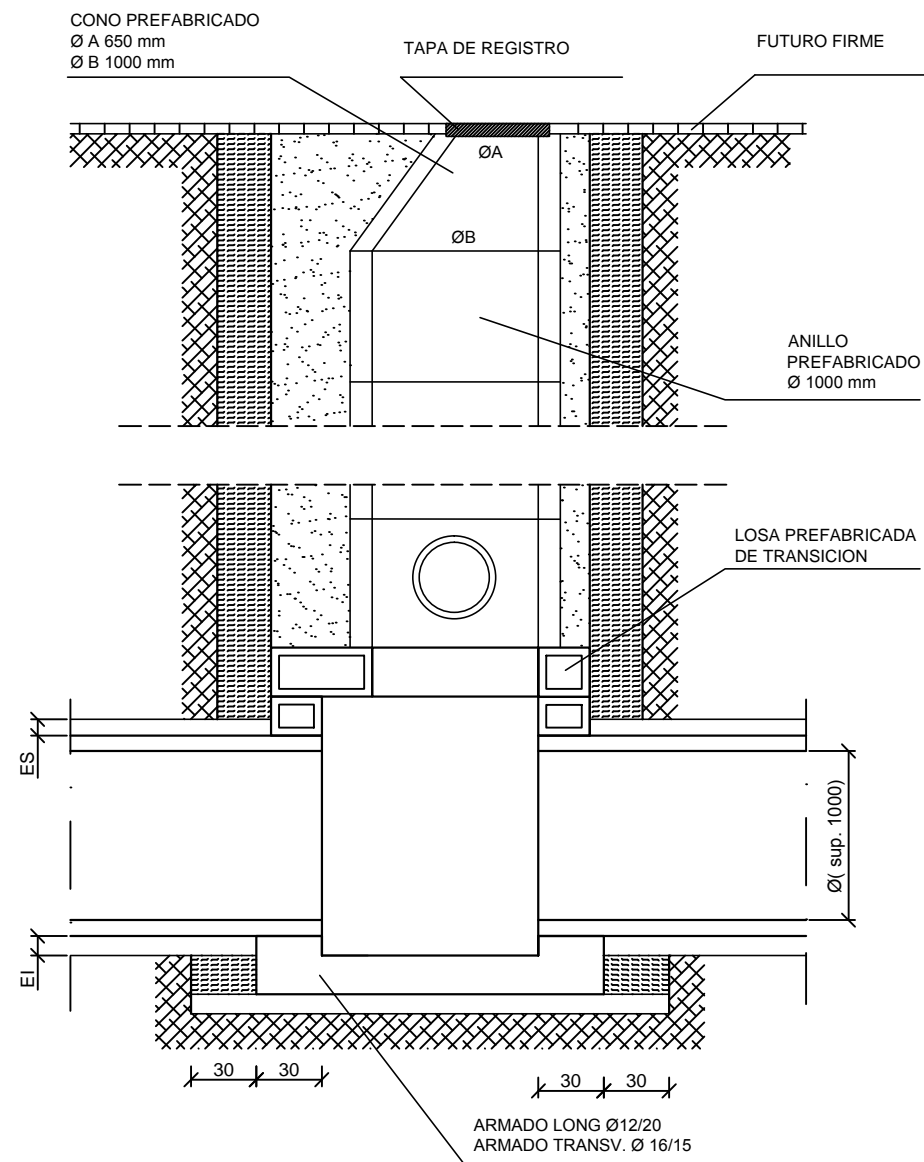 CONO PREFABRICADO
Ø A 650 mm
Ø B 1000 mm
TAPA DE REGISTRO
FUTURO FIRME
ØA
ØB
ANILLO
PREFABRICADO
Ø 1000 mm
LOSA PREFABRICADA
DE TRANSICION
ES
Ø( sup. 1000)
EI
30
30
30
30
ARMADO LONG Ø12/20
ARMADO TRANSV. Ø 16/15